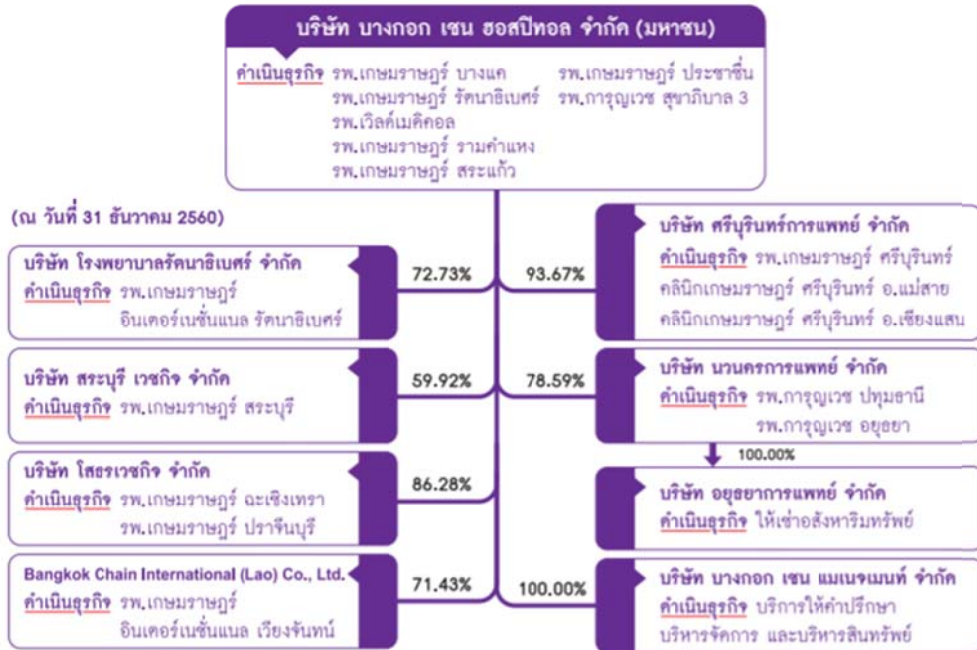 บริษัท บางกอก เชน ฮอสปิทอล จำกัด (มหาชน)
ดำเนินธุรกิจ รพ.เกษมราษฎร์ บางแค รพ.เกษมราษฎร์ ประชาชื่น
รพ.เกษมราษฎร์ รัตนาธิเบศร์ รพ.การุญเวช สุขาภิบาล 3
รพ.เวิลด์เมดิคอล
รพ.เกษมราษฎร์ รามคำแหง
รพ.เกษมราษฎร์ สระแก้ว
(ณ วันที่ 31 ธันวาคม 2560)
บริษัท โรงพยาบาลรัตนาธิเบศร์ จำกัด
ดำเนินธุรกิจ รพ.เกษมราษฎร์
อินเตอร์เนชั่นแนล รัตนาธิเบศร์
72.73%
93.67%
บริษัท ศรีบุรินทร์การแพทย์ จำกัด
ดำเนินธุรกิจ รพ.เกษมราษฎร์ ศรีบุรินทร์
คลินิกเกษมราษฎร์ ศรีบุรินทร์ อ.แม่สาย
คลินิกเกษมราษฎร์ ศรีบุรินทร์ อ.เชียงแสน
บริษัท สระบุรี เวชกิจ จำกัด
ดำเนินธุรกิจ รพ.เกษมราษฎร์ สระบุรี
59.92%
78.59%
บริษัท นวนครการแพทย์ จำกัด
ดำเนินธุรกิจ รพ.การุญเวช ปทุมธานี
รพ.การุญเวช อยุธยา
100.00%
บริษัท โสธรเวชกิจ จำกัด
ดำเนินธุรกิจ รพ.เกษมราษฎร์ ฉะเชิงเทรา
รพ.เกษมราษฎร์ ปราจีนบุรี
86.28%
บริษัท อยุธยาการแพทย์ จำกัด
ดำเนินธุรกิจ ให้เช่าอสังหาริมทรัพย์
Bangkok Chain International (Lao) Co., Ltd.
ดำเนินธุรกิจ รพ.เกษมราษฎร์
อินเตอร์เนชั่นแนล เวียงจันทน์
71.43%
100.00%
บริษัท บางกอก เชน แมเนจเมนท์ จำกัด
ดำเนินธุรกิจ บริการให้คำปรึกษา
บริหารจัดการ และบริหารสินทรัพย์